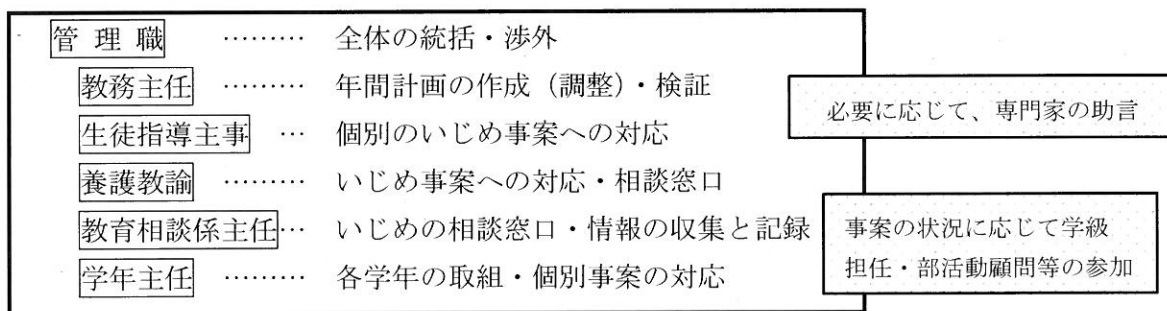 管 理 職 ……… 全体の統括・渉外
教務主任 ……… 年間計画の作成（調整）・検証
生徒指導主事 … 個別のいじめ事案への対応
養護教諭 ……… いじめ事案への対応・相談窓口
教育相談係主任… いじめの相談窓口・情報の収集と記録
学年主任 ……… 各学年の取組・個別事案の対応
必要に応じて、専門家の助言
事案の状況に応じて学級
担任・部活動顧問等の参加